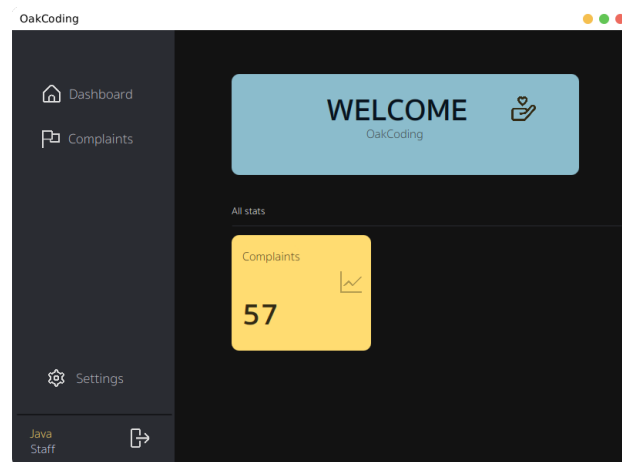 OakCoding
Dashboard
Complaints
WELCOME
OakCoding
All stats
Complaints
57
Settings
Java
Staff